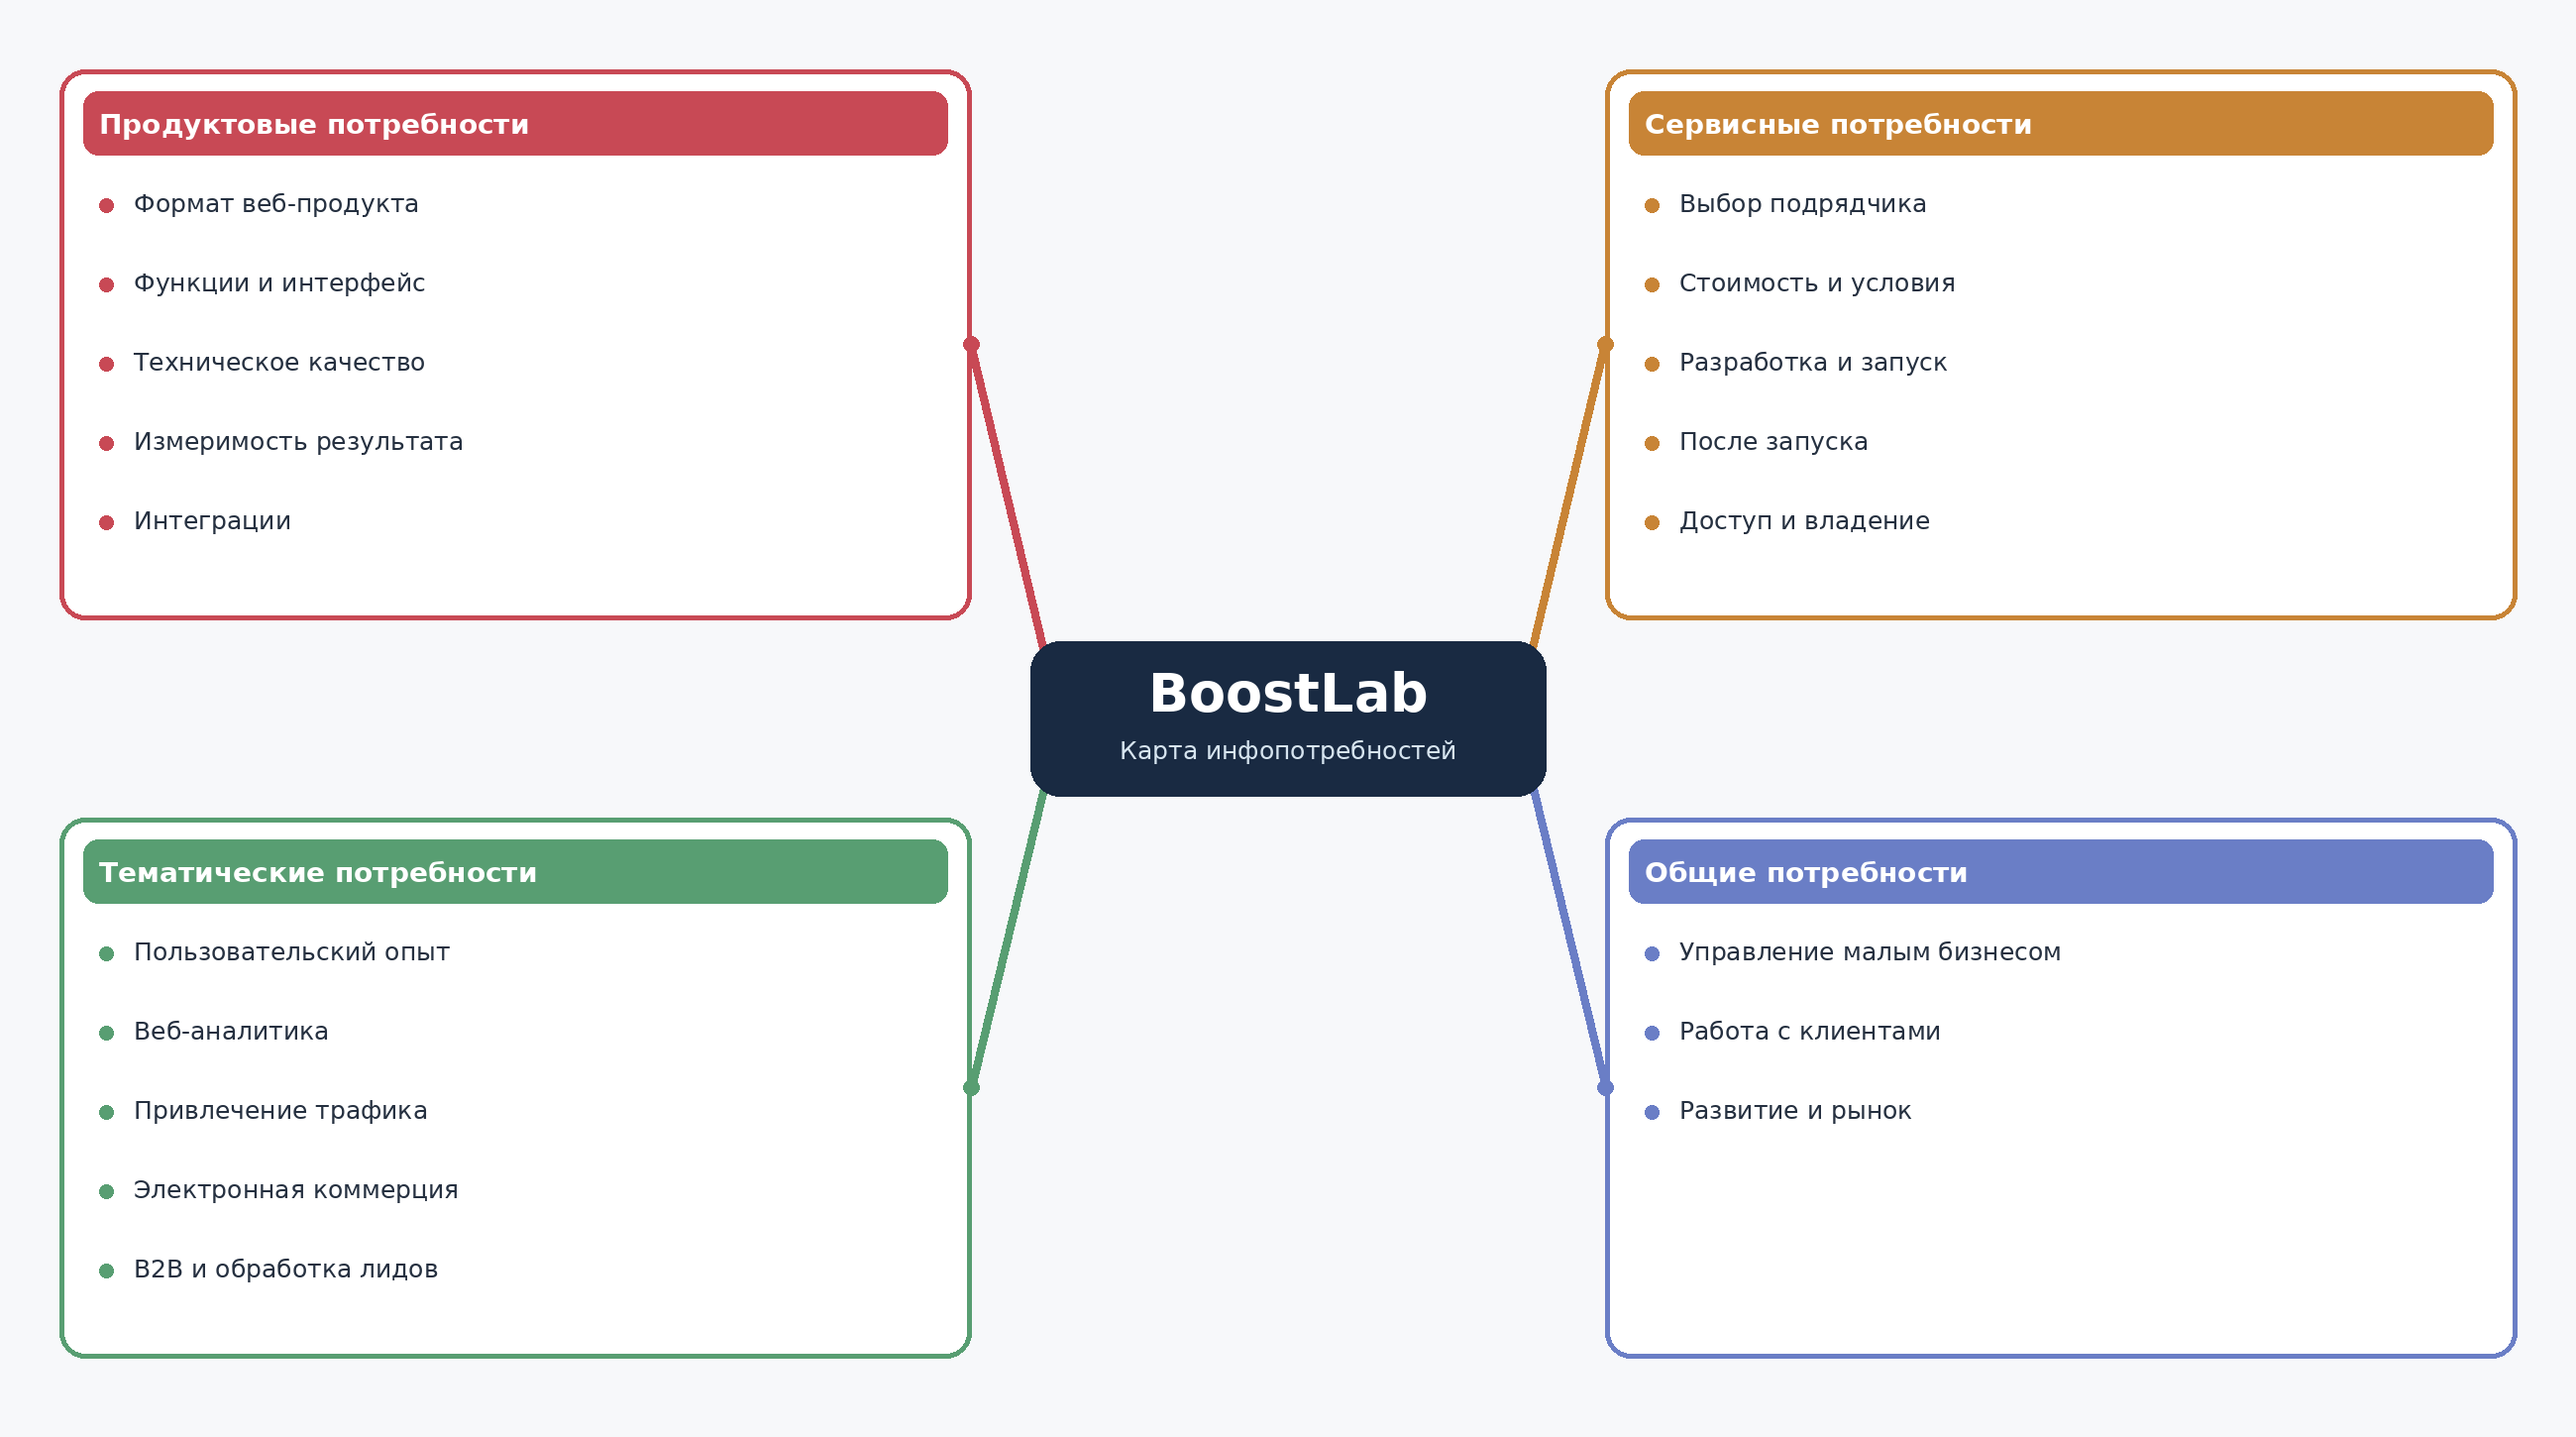 Продуктовые потребности
Формат веб-продукта
Функции и интерфейс
Техническое качество
Измеримость результата
Интеграции
Сервисные потребности
Выбор подрядчика
Стоимость и условия
Разработка и запуск
После запуска
Доступ и владение
BoostLab
Карта инфопотребностей
Тематические потребности
Пользовательский опыт
Веб-аналитика
Привлечение трафика
Электронная коммерция
B2B и обработка лидов
Общие потребности
Управление малым бизнесом
Работа с клиентами
Развитие и рынок